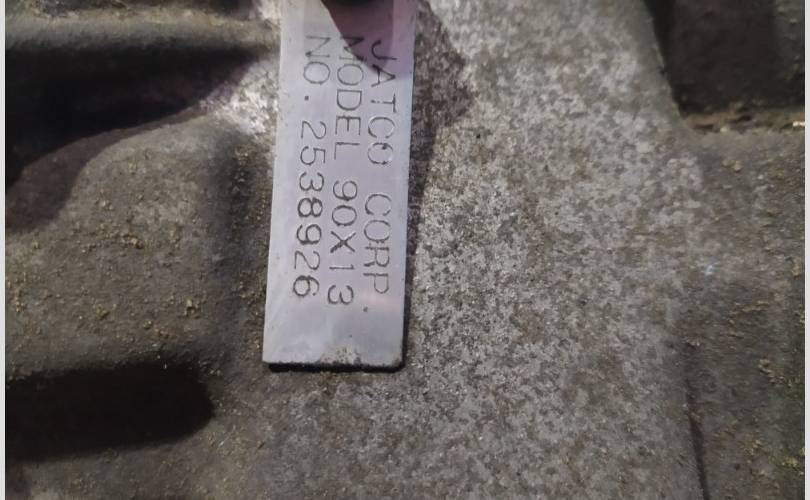 JATCO CORP.
MODEL 90X13
NO. 2538926